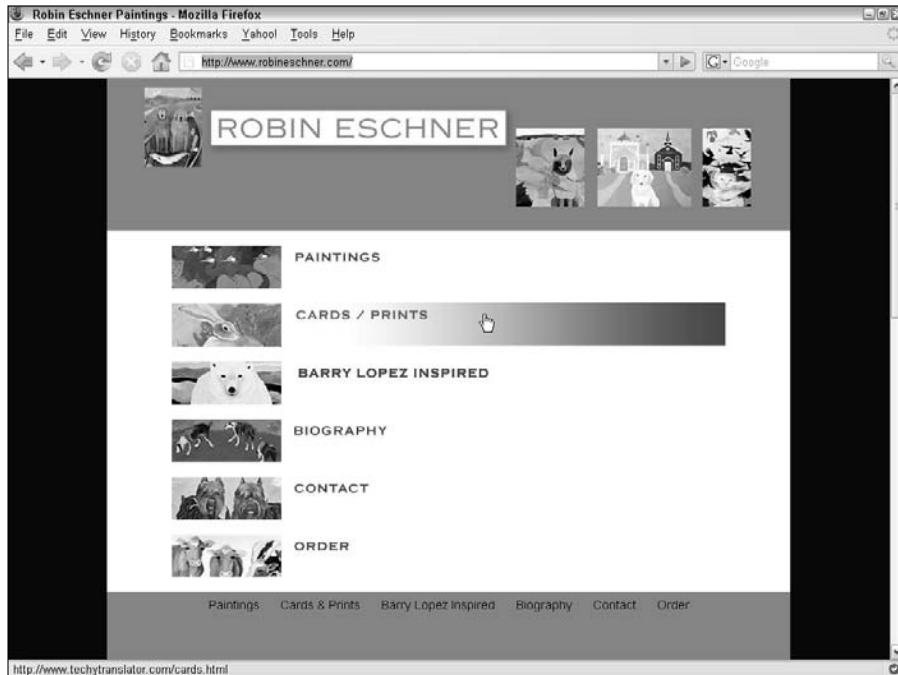 Robin Eschner Paintings - Mozilla Firefox
File Edit View History Bookmarks Yahoo! Tools Help
http://www.robineschner.com/
G Google
ROBIN ESCHNER
PAINTINGS
CARDS / PRINTS
BARRY LOPEZ INSPIRED
BIOGRAPHY
CONTACT
ORDER
Paintings Cards & Prints Barry Lopez Inspired Biography Contact Order
http://www.techytranslator.com/cards.html